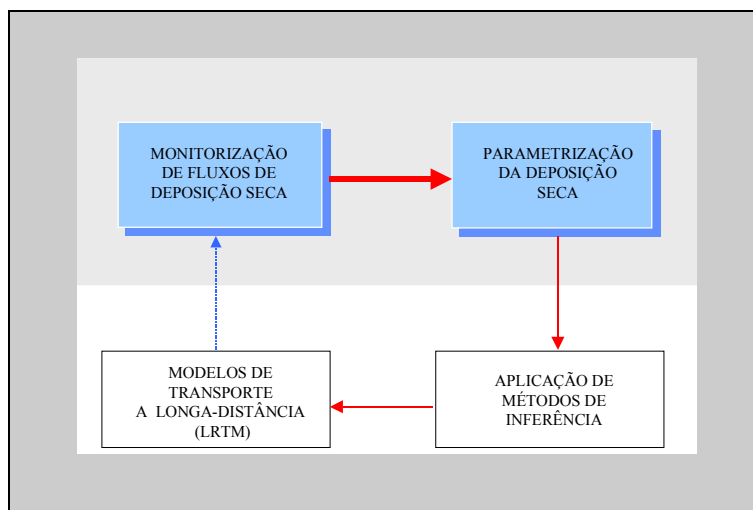 MONITORIZAÇÃO
DE FLUXOS DE
DEPOSIÇÃO SECA
PARAMETRIZAÇÃO
DA DEPOSIÇÃO
SECA
MODELOS DE
TRANSPORTE
A LONGA-DISTÂNCIA
(LRTM)
APLICAÇÃO DE
MÉTODOS DE
INFERÊNCIA